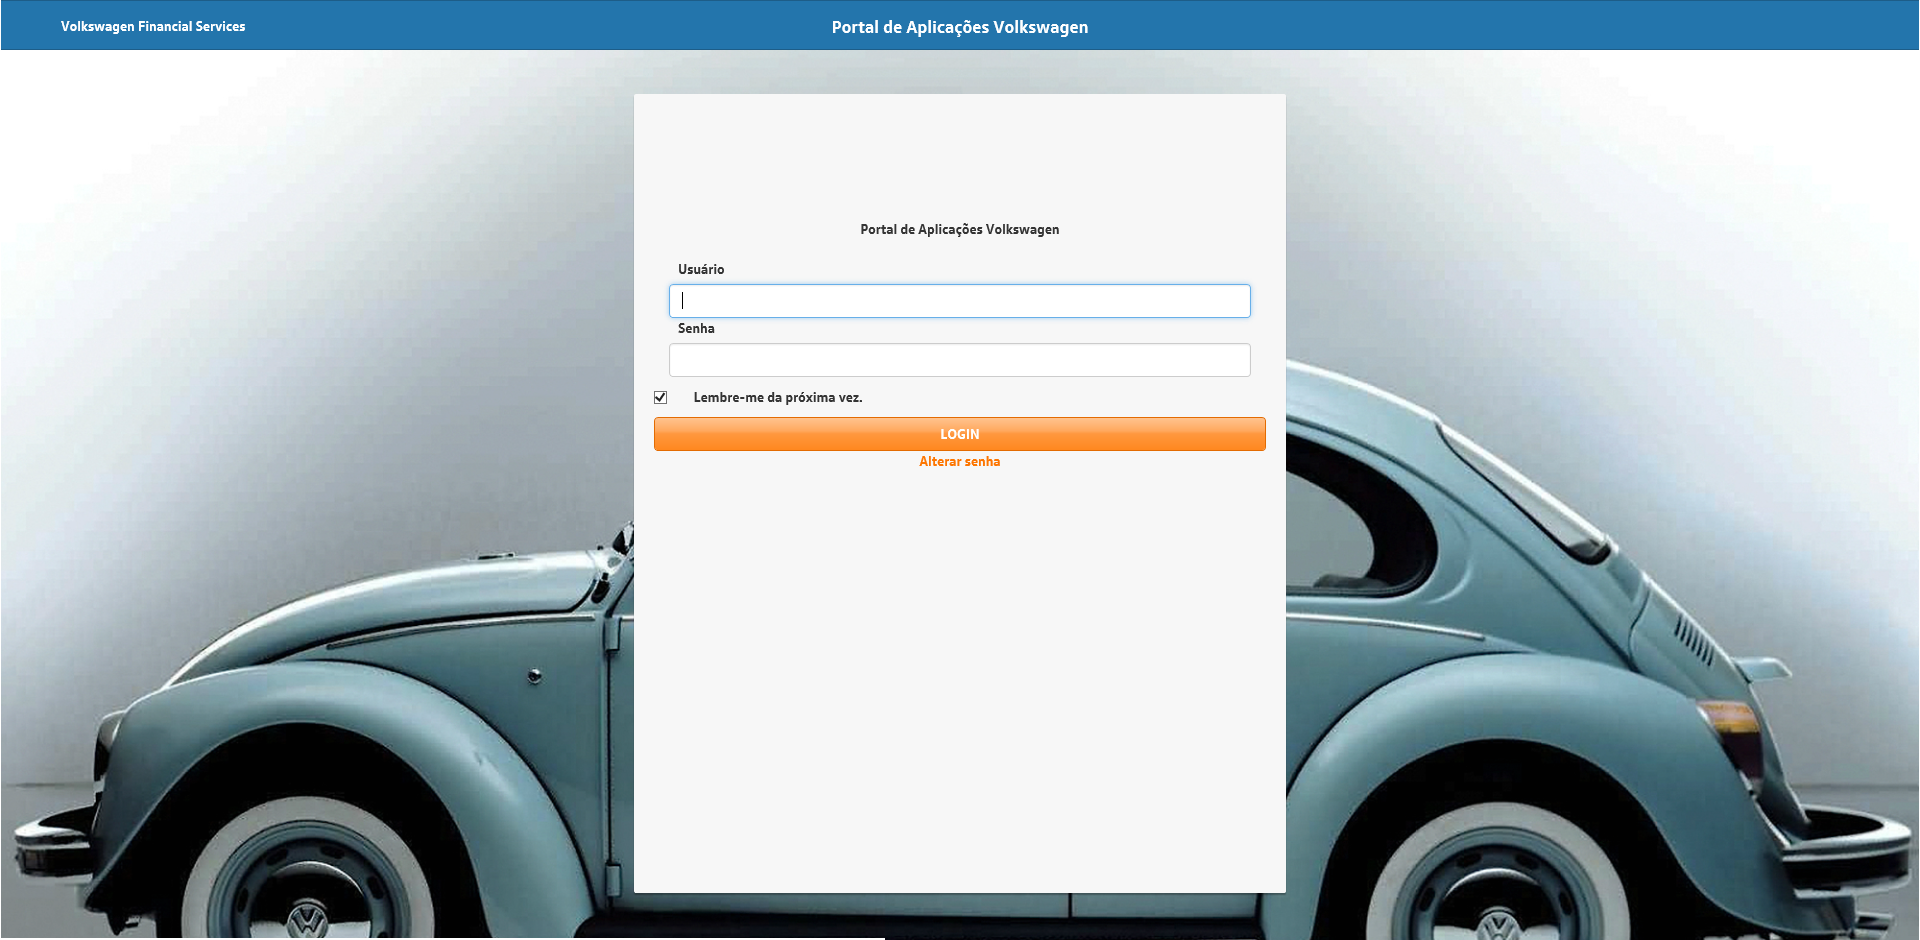 Volkswagen Financial Services
Portal de Aplicações Volkswagen
Portal de Aplicações Volkswagen
Usuário
Senha
Lembre-me da próxima vez.
LOGIN
Alterar senha